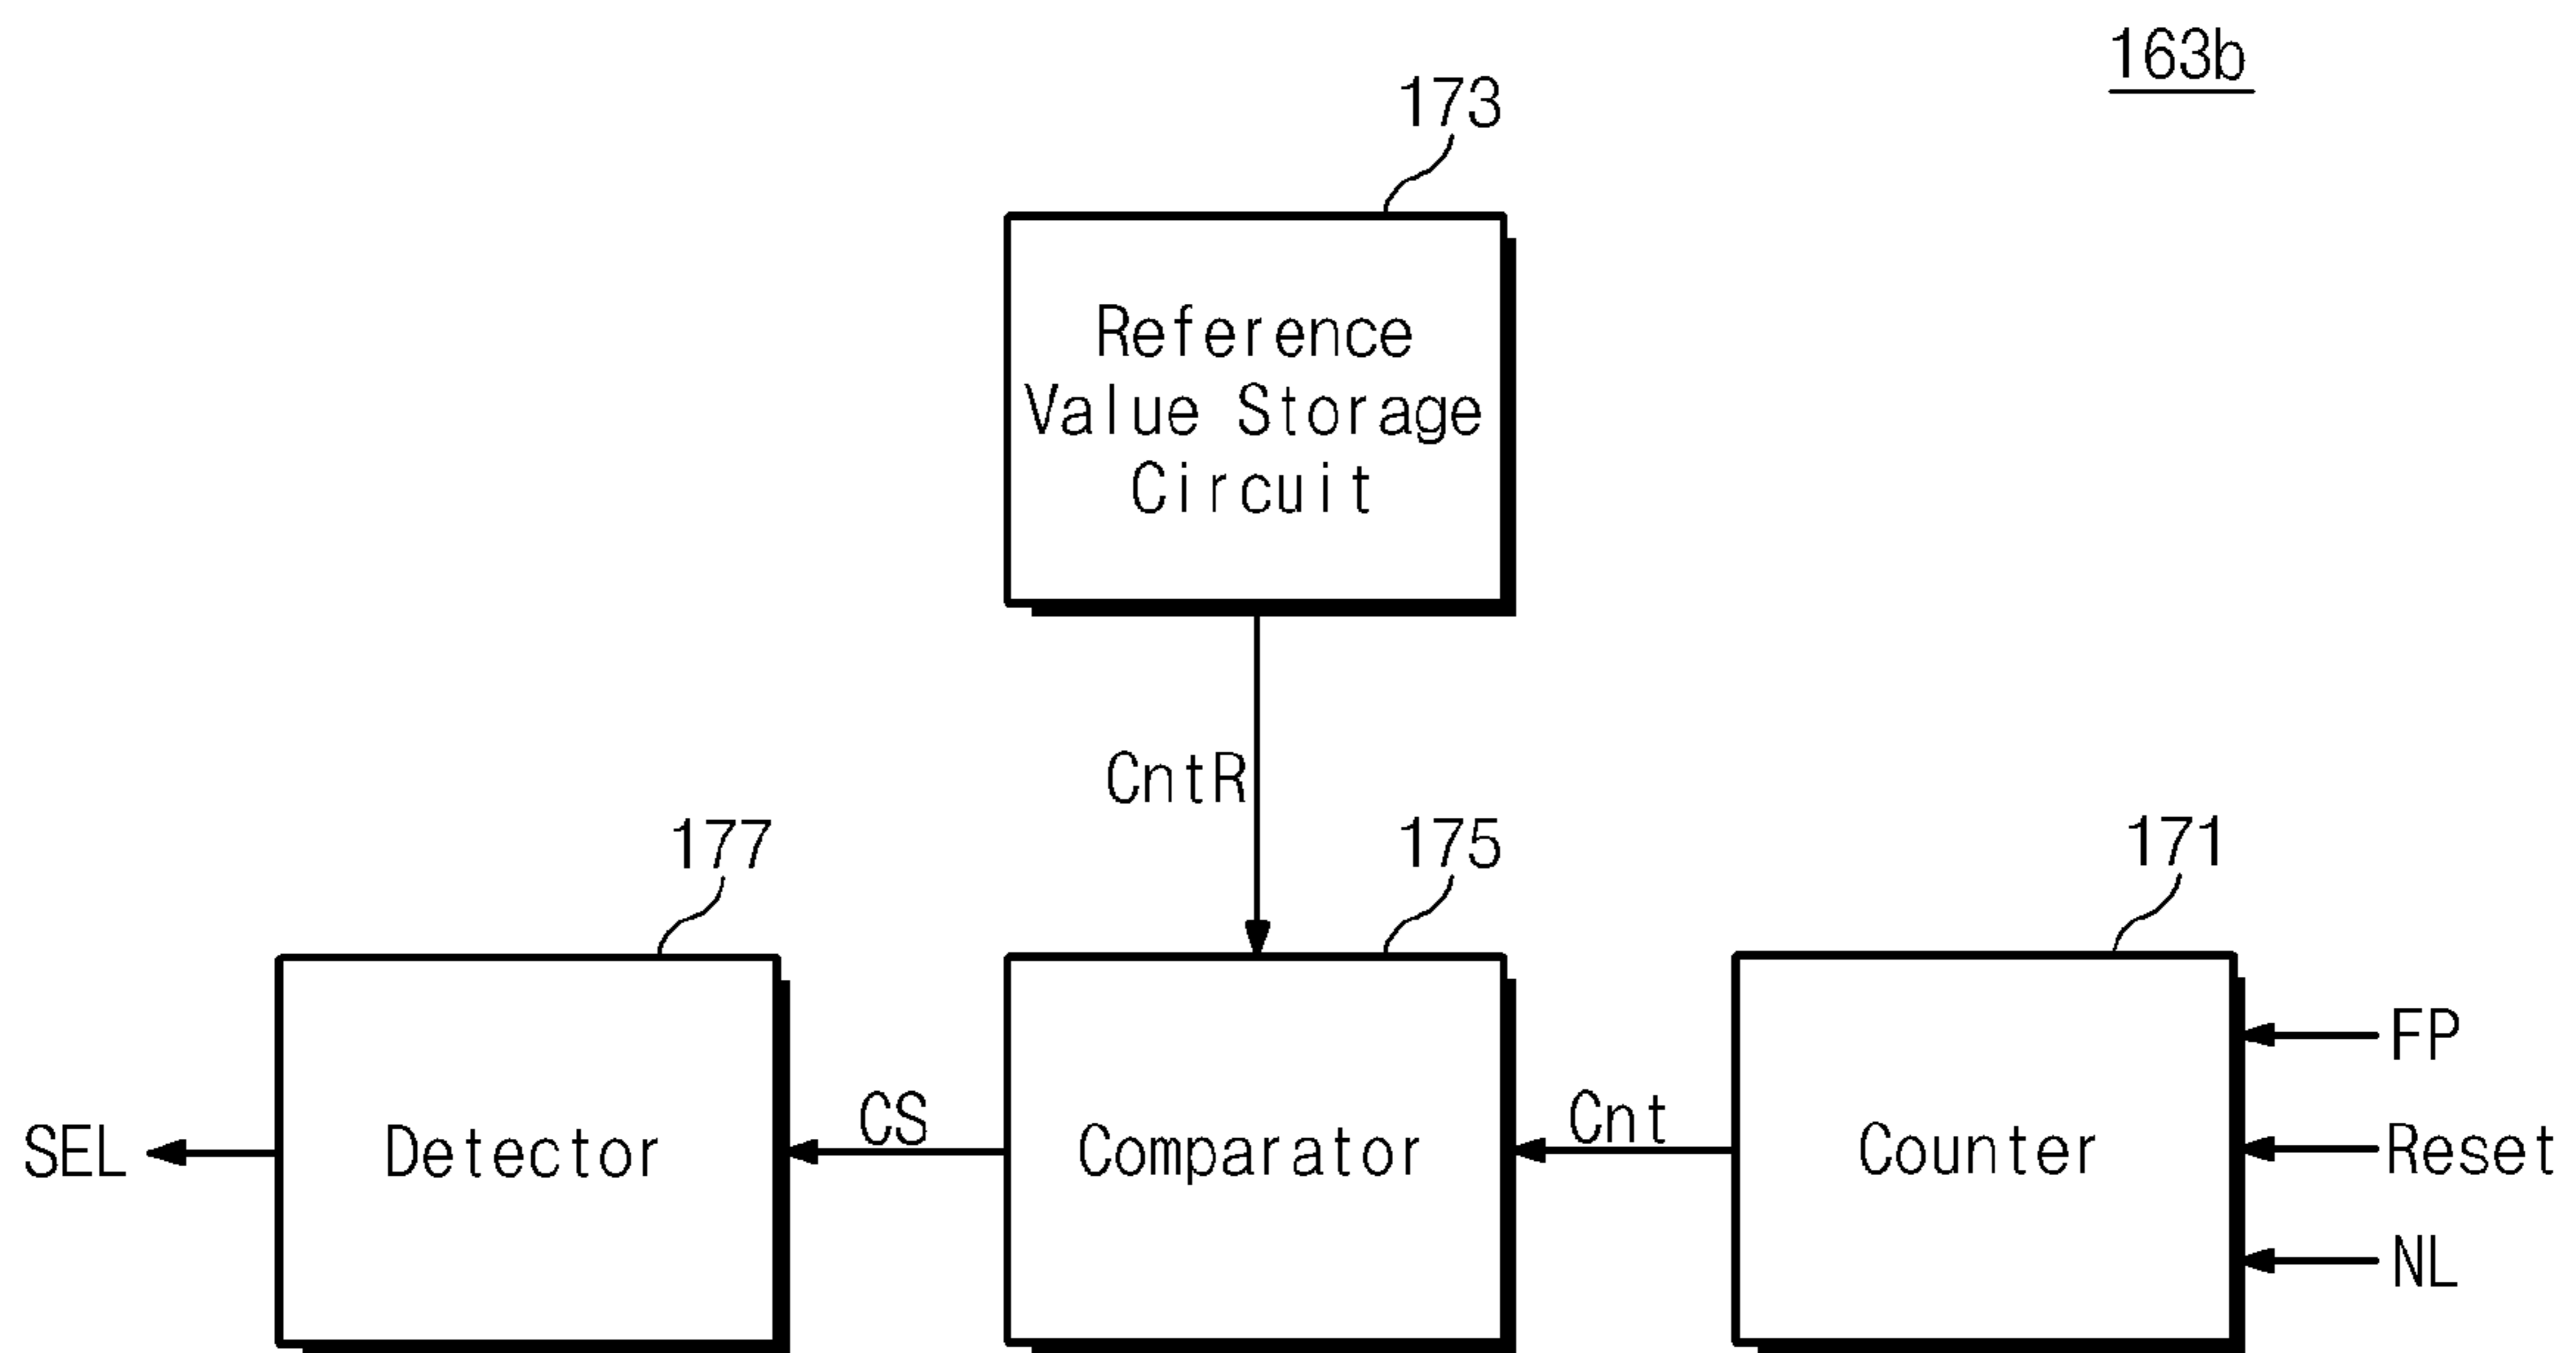 163b
173
Reference
Value Storage
Circuit
CntR
177
175
171
FP
SEL
Detector
CS
Comparator
Cnt
Counter
Reset
NL